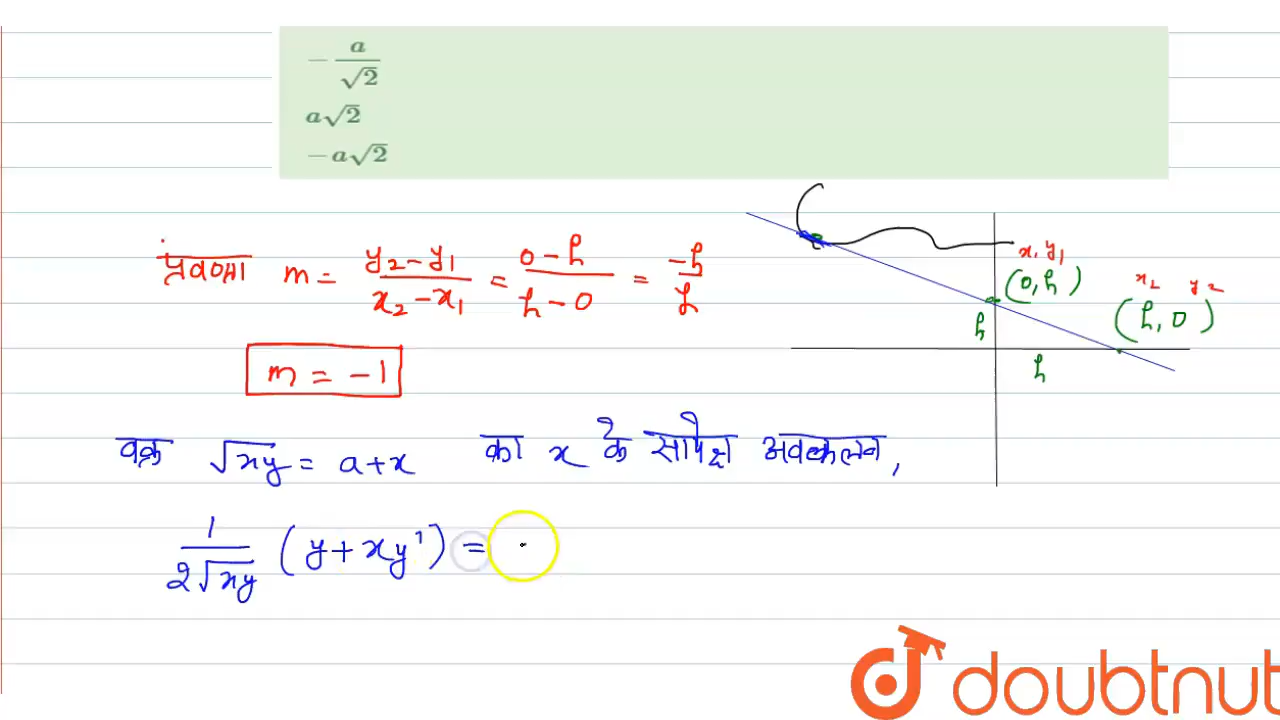 −a/√2
a√2
−a√2
प्रवणता m = (y₂−y₁)/(x₂−x₁) = (0−h)/(h−0) = −h/h
m = −1
x₁ y₁
(0, h)
x₂ y₂
(h, 0)
h
h
वक्र √xy = a+x का x के सापेक्ष अवकलन,
1/(2√xy) (y+xy') =
doubtnut